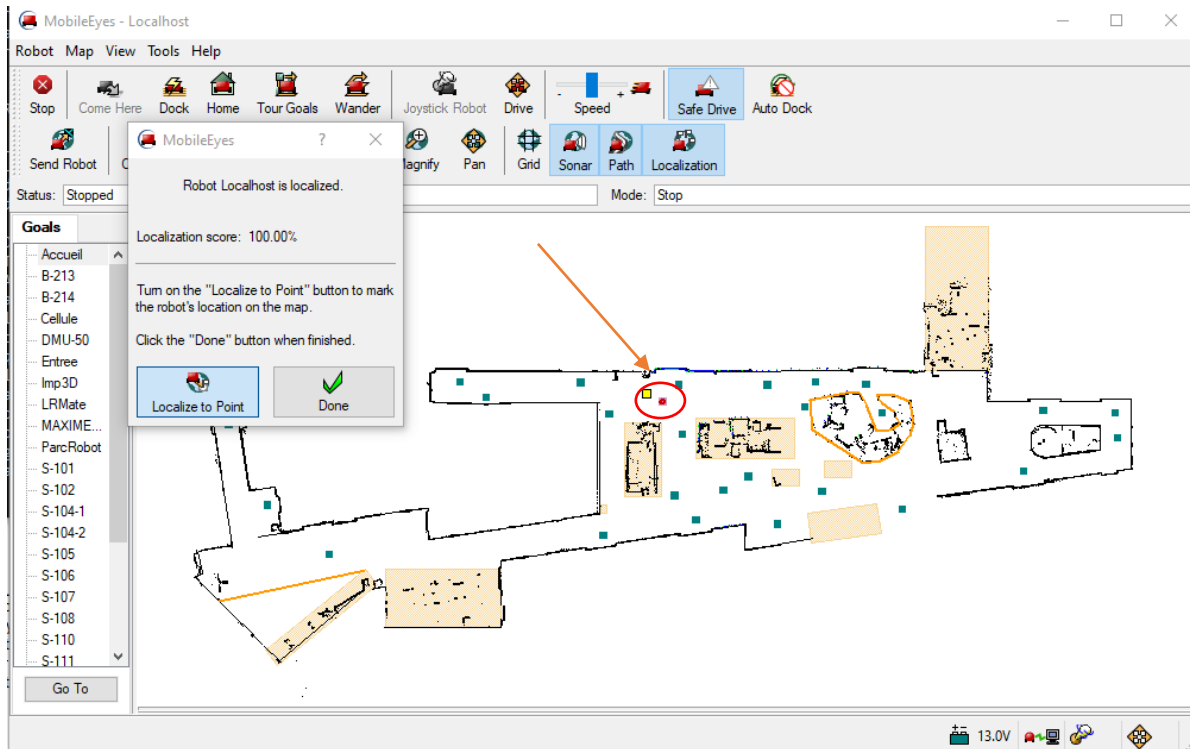 MobileEyes - Localhost
Robot Map View Tools Help
Stop Come Here Dock Home Tour Goals Wander Joystick Robot Drive - + Speed Safe Drive Auto Dock
Send Robot Pan Grid Sonar Path Localization
Status: Stopped Mode: Stop
MobileEyes ? 
Robot Localhost is localized.
Localization score: 100.00%
Turn on the "Localize to Point" button to mark
the robot's location on the map.
Click the "Done" button when finished.
Localize to Point Done
Goals
Accueil
B-213
B-214
Cellule
DMU-50
Entree
Imp3D
LRMate
MAXIME...
ParcRobot
S-101
S-102
S-104-1
S-104-2
S-105
S-106
S-107
S-108
S-110
S-111
Go To
13.0V